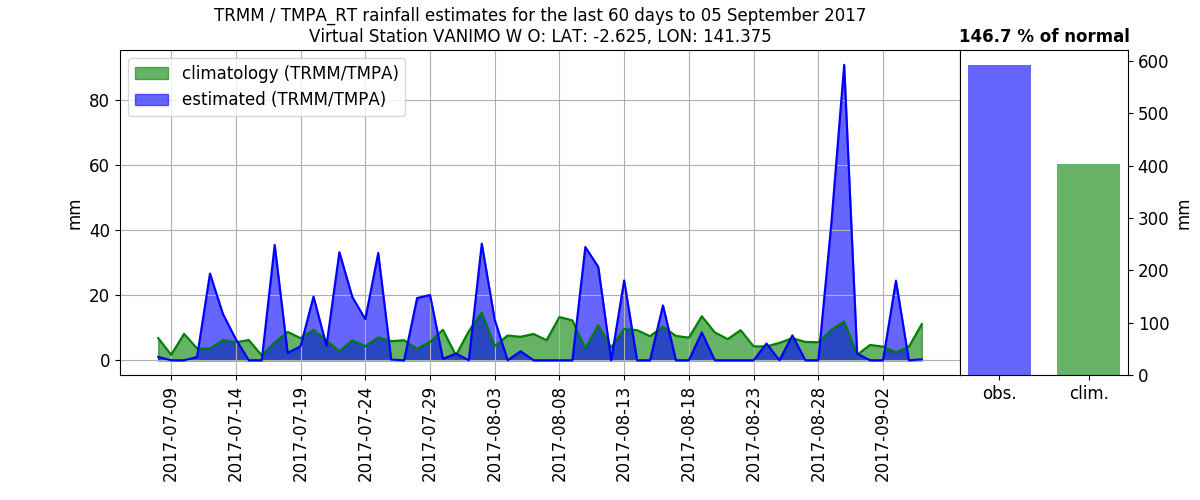 TRMM / TMPA_RT rainfall estimates for the last 60 days to 05 September 2017
Virtual Station VANIMO W O: LAT: -2.625, LON: 141.375
146.7 % of normal
climatology (TRMM/TMPA)
estimated (TRMM/TMPA)
mm
80
60
40
20
0
2017-07-09
2017-07-14
2017-07-19
2017-07-24
2017-07-29
2017-08-03
2017-08-08
2017-08-13
2017-08-18
2017-08-23
2017-08-28
2017-09-02
600
500
400
300
200
100
0
mm
obs.
clim.